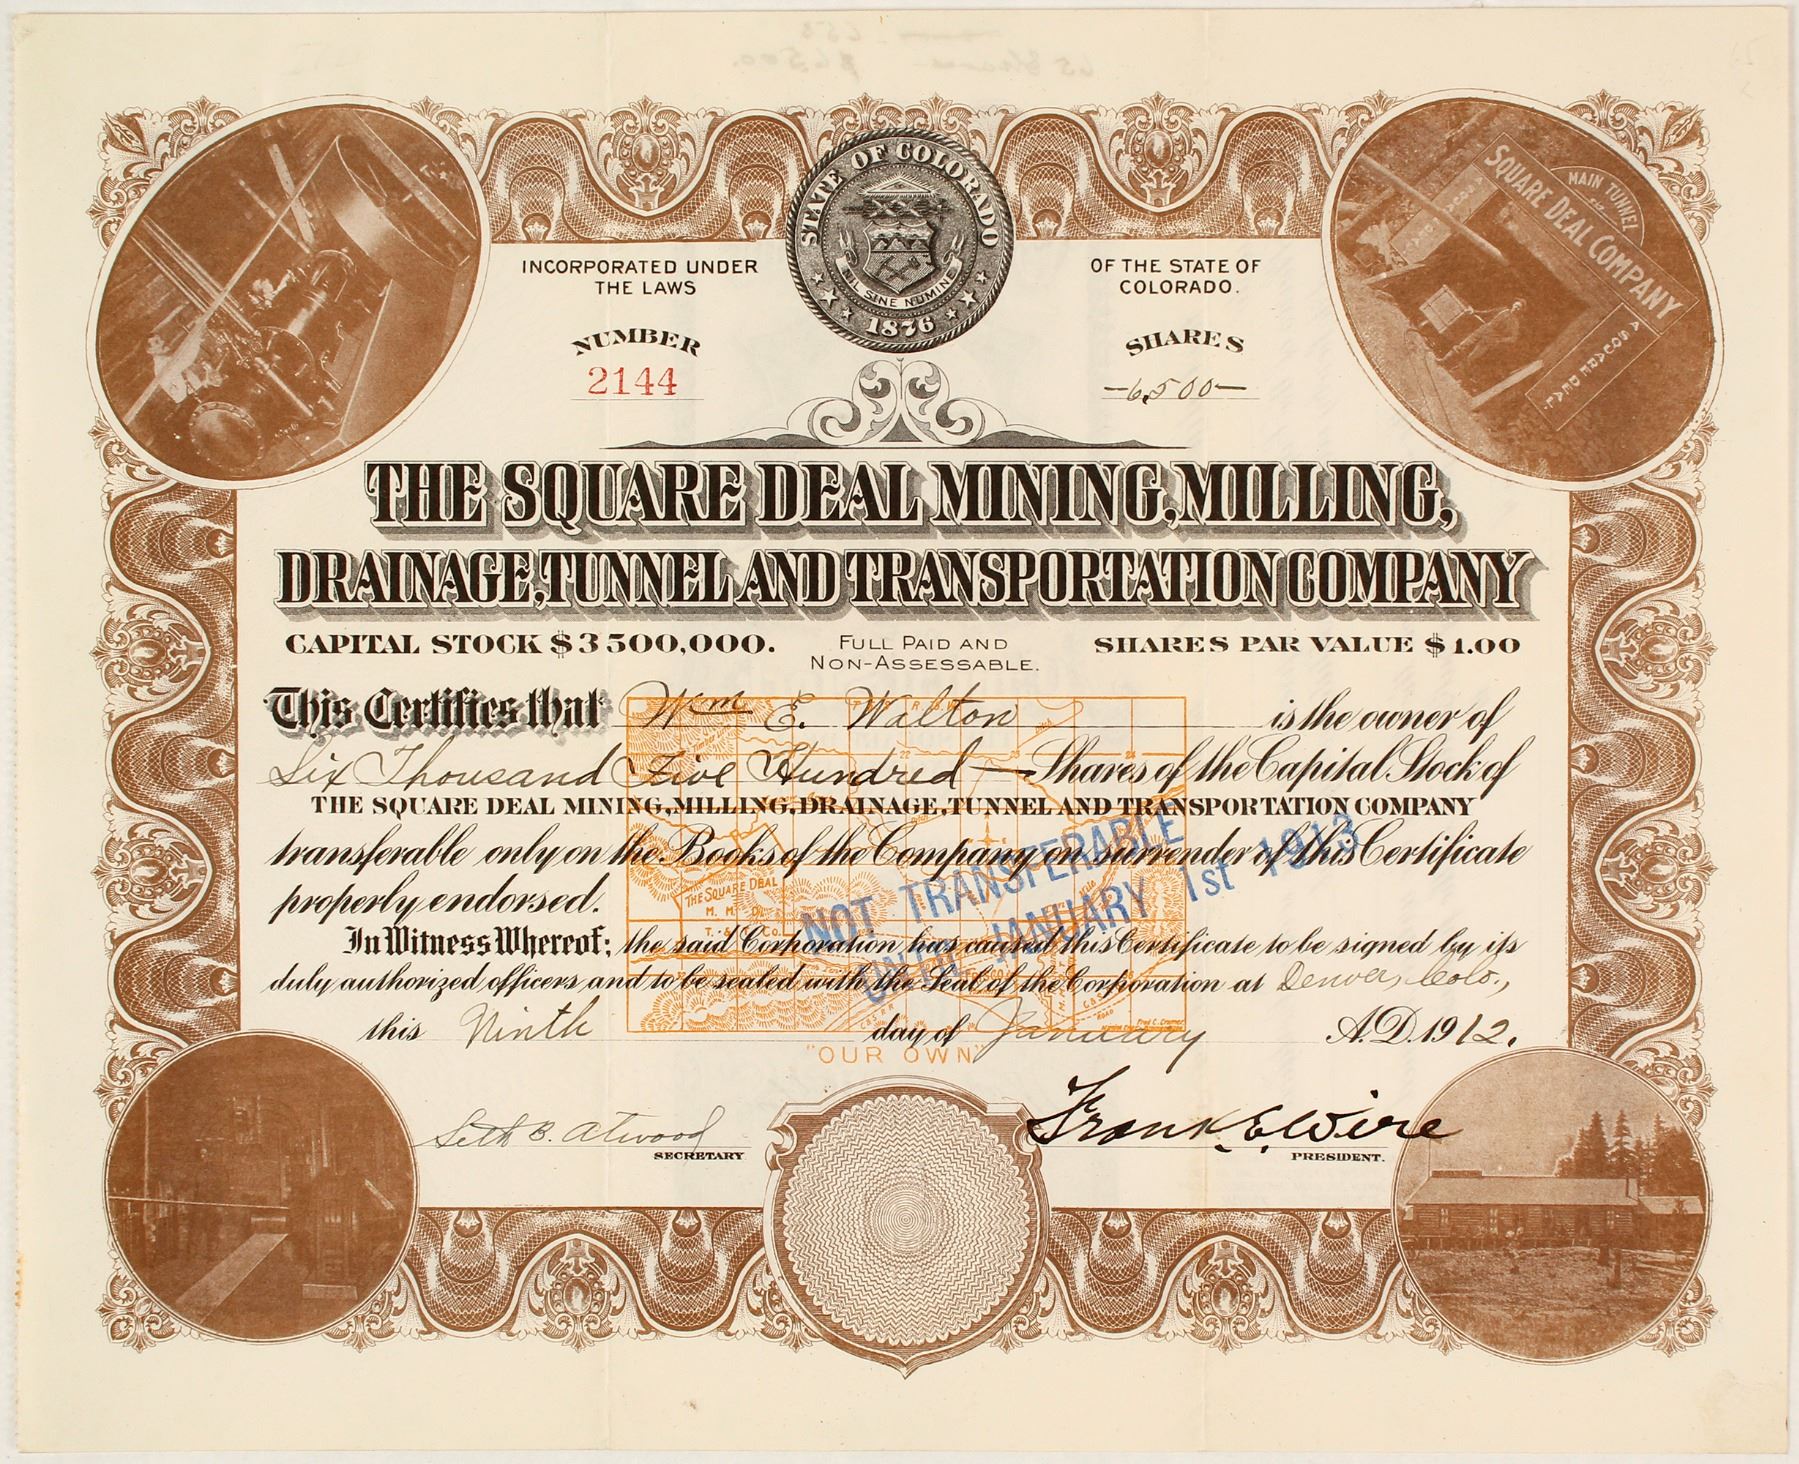 STATE OF COLORADO
NIL SINE NUMINE
1876
INCORPORATED UNDER
THE LAWS
OF THE STATE OF
COLORADO.
NUMBER
2144
SHARES
—6,500—
MAIN TUNNEL
SQUARE DEAL COMPANY
A SQUARE DEAL
THE SQUARE DEAL MINING, MILLING,
DRAINAGE, TUNNEL AND TRANSPORTATION COMPANY
CAPITAL STOCK $3500,000.
FULL PAID AND
NON-ASSESSABLE.
SHARES PAR VALUE $1.00
This Certifies that Wm E. Walton is the owner of
Six Thousand Five Hundred — Shares of the Capital Stock of
THE SQUARE DEAL MINING, MILLING, DRAINAGE, TUNNEL AND TRANSPORTATION COMPANY
transferable only on the Books of the Company on surrender of this Certificate
properly endorsed.
NOT TRANSFERABLE
UNTIL JANUARY 1st 1913
THE SQUARE DEAL
M. M. D.
T. & T. Co.
In Witness Whereof; the said Corporation has caused this Certificate to be signed by its
duly authorized officers, and to be sealed with the Seal of the Corporation at Denver, Colo.,
this Ninth day of January A.D. 1912.
"OUR OWN"
Seth B. Atwood
SECRETARY
Frank E. Wire
PRESIDENT.